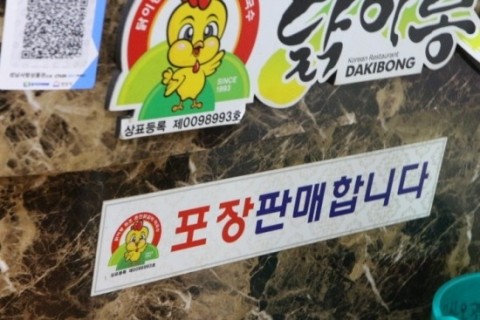 닭이봉
Korean Restaurant
DAKIBONG
SINCE
1993
상표등록 제0098993호
포장판매합니다